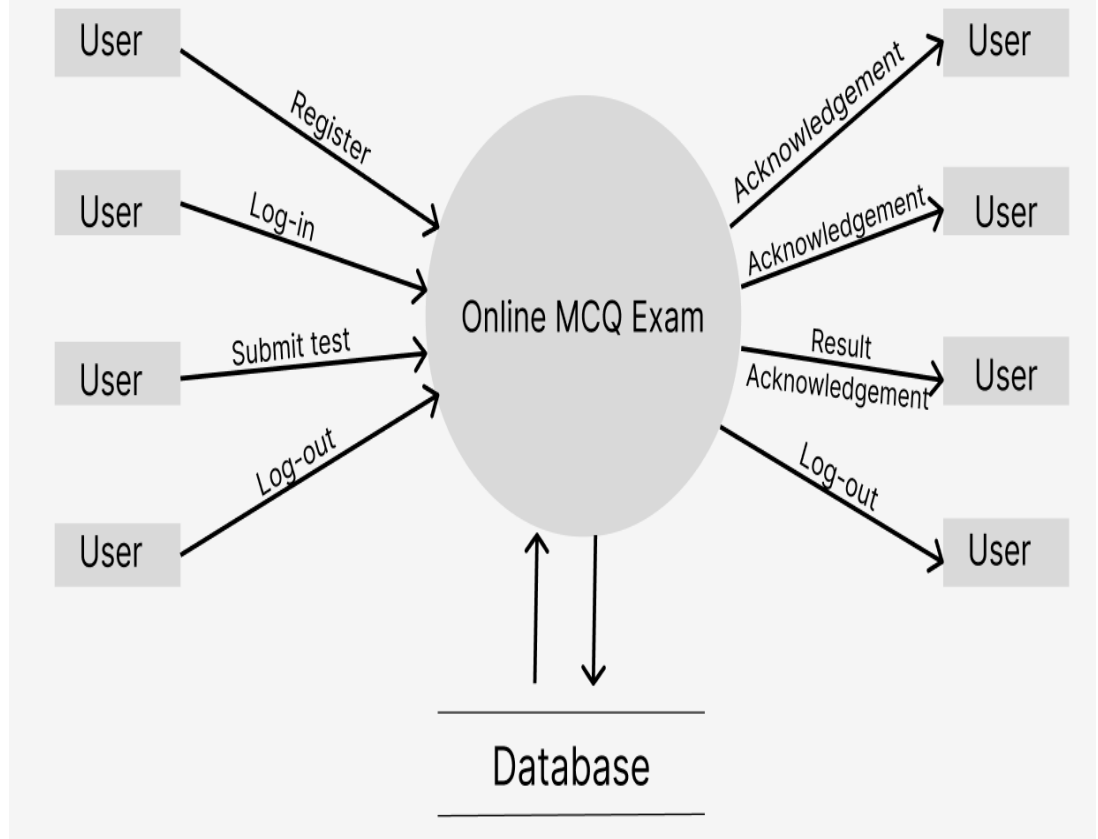 User
User
Register
Acknowledgement
User
Log-in
Acknowledgement
User
Online MCQ Exam
User
Submit test
Result
Acknowledgement
User
User
Log-out
Log-out
User
Database